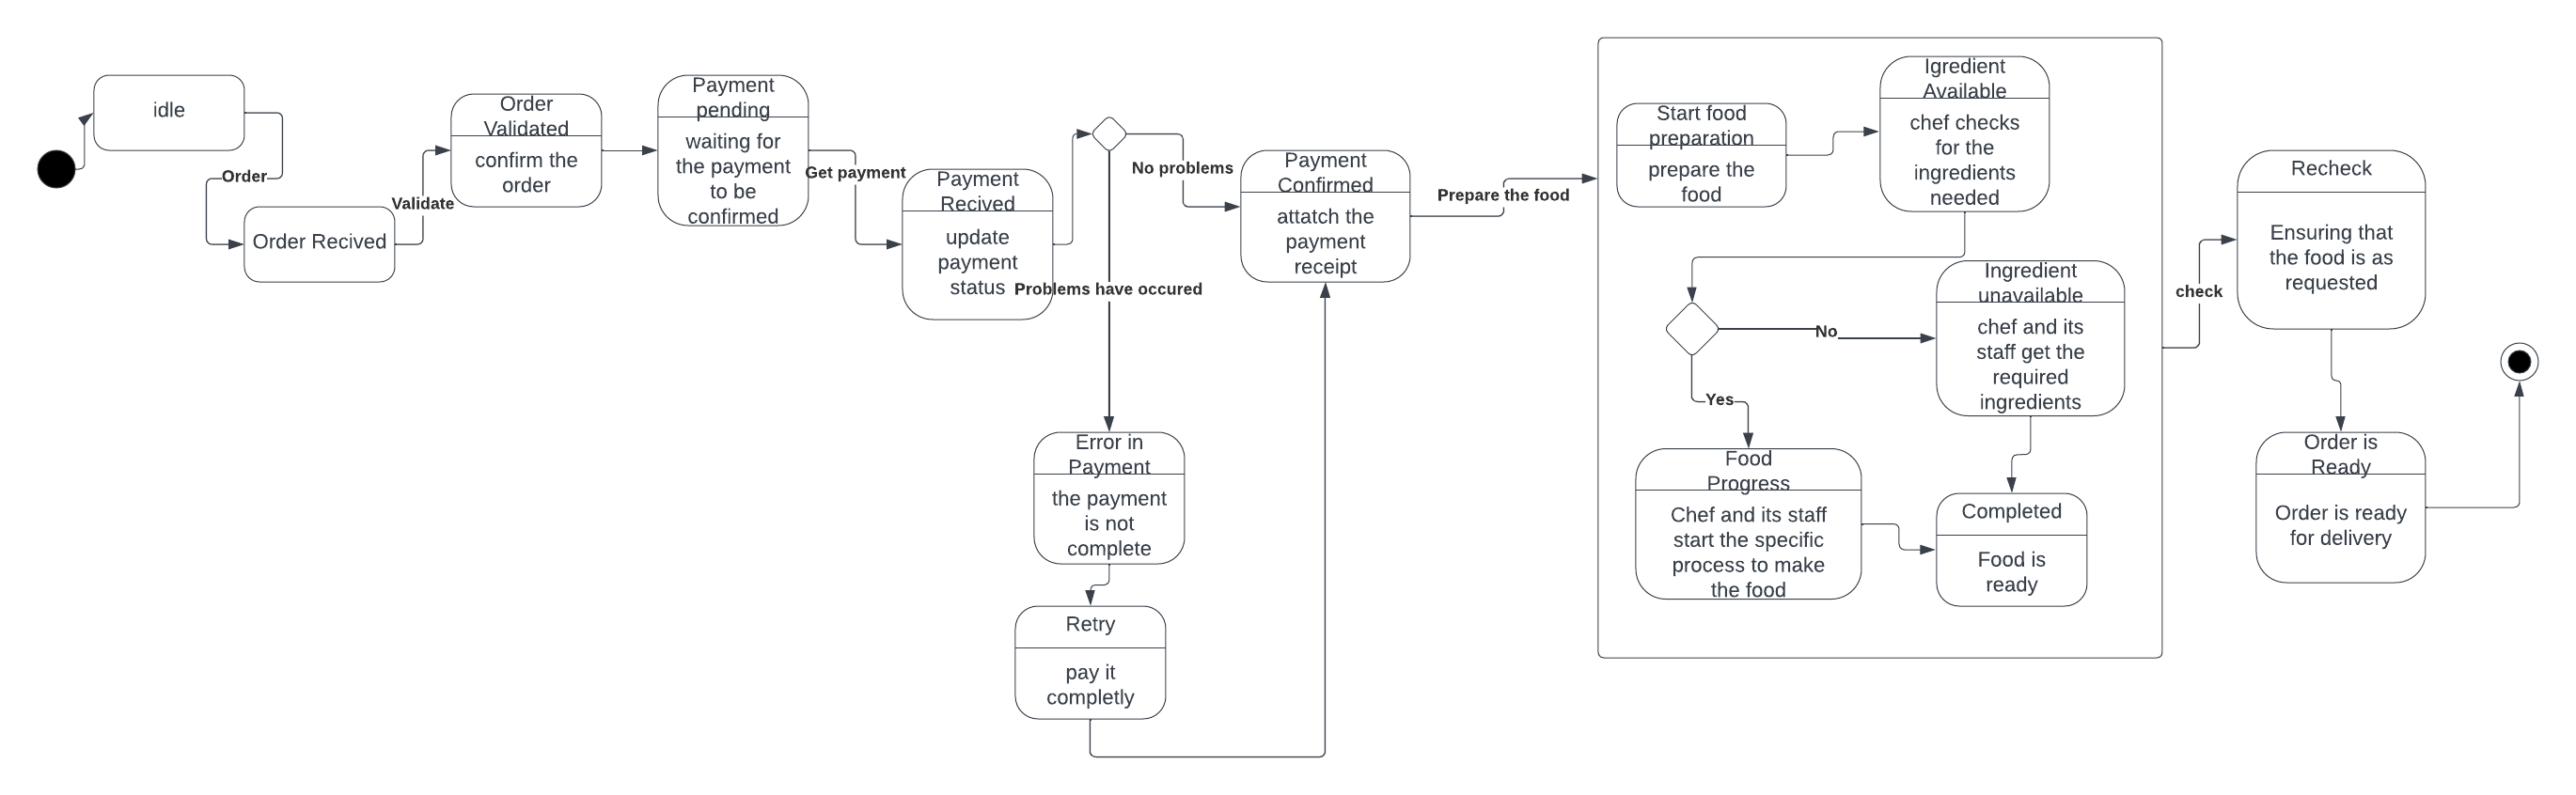 idle
Order
Order Recived
Validate
Order
Validated
confirm the
order
Payment
pending
waiting for
the payment
to be
confirmed
Get payment
Payment
Recived
update
payment
status
No problems
Problems have occured
Error in
Payment
the payment
is not
complete
Retry
pay it
completly
Payment
Confirmed
attatch the
payment
receipt
Prepare the food
Start food
preparation
prepare the
food
Igredient
Available
chef checks
for the
ingredients
needed
No
Ingredient
unavailable
chef and its
staff get the
required
ingredients
Yes
Food
Progress
Chef and its staff
start the specific
process to make
the food
Completed
Food is
ready
check
Recheck
Ensuring that
the food is as
requested
Order is
Ready
Order is ready
for delivery